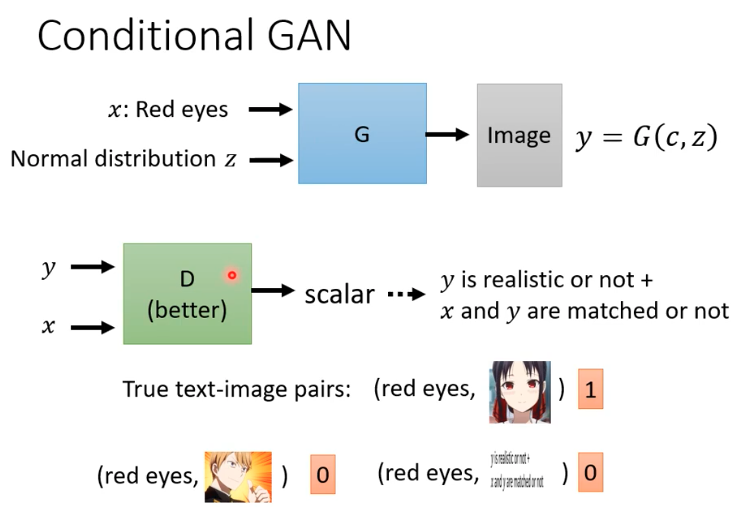 Conditional GAN
x: Red eyes
Normal distribution z
G
Image
y = G(c, z)
y
x
D
(better)
scalar
y is realistic or not +
x and y are matched or not
True text-image pairs:
(red eyes, ) 1
(red eyes, ) 0
(red eyes, y is realistic or not +
x and y are matched or not ) 0